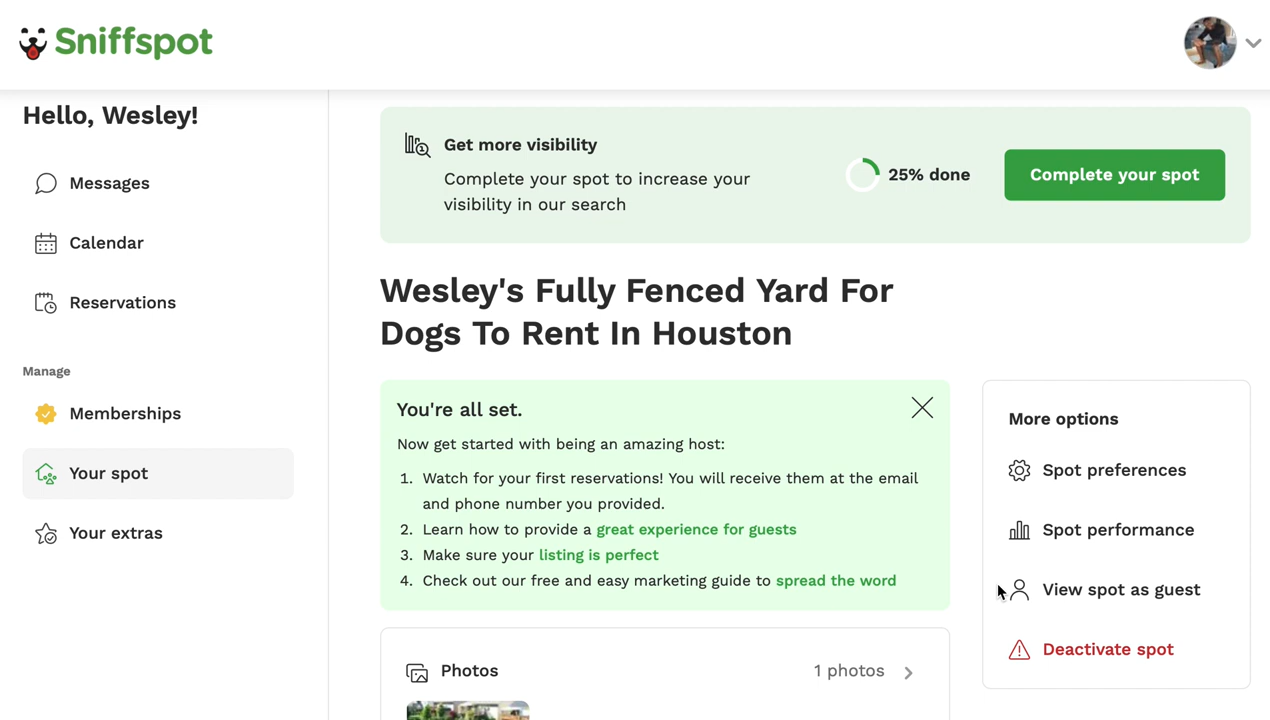 Sniffspot
Hello, Wesley!
Messages
Calendar
Reservations
Manage
Memberships
Your spot
Your extras
Get more visibility
Complete your spot to increase your
visibility in our search
25% done
Complete your spot
Wesley's Fully Fenced Yard For
Dogs To Rent In Houston
You're all set.
Now get started with being an amazing host:
1. Watch for your first reservations! You will receive them at the email
and phone number you provided.
2. Learn how to provide a great experience for guests
3. Make sure your listing is perfect
4. Check out our free and easy marketing guide to spread the word
Photos
1 photos
More options
Spot preferences
Spot performance
View spot as guest
Deactivate spot